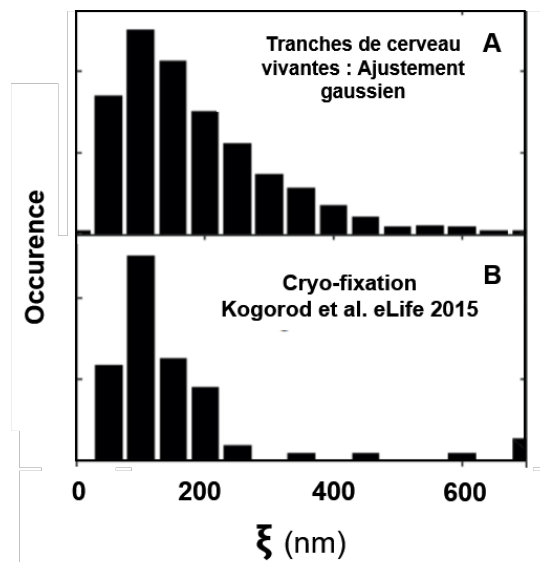 Tranches de cerveau
vivantes : Ajustement
gaussien
A
Occurence
Cryo-fixation
Kogorod et al. eLife 2015
B
0
200
400
600
ξ (nm)